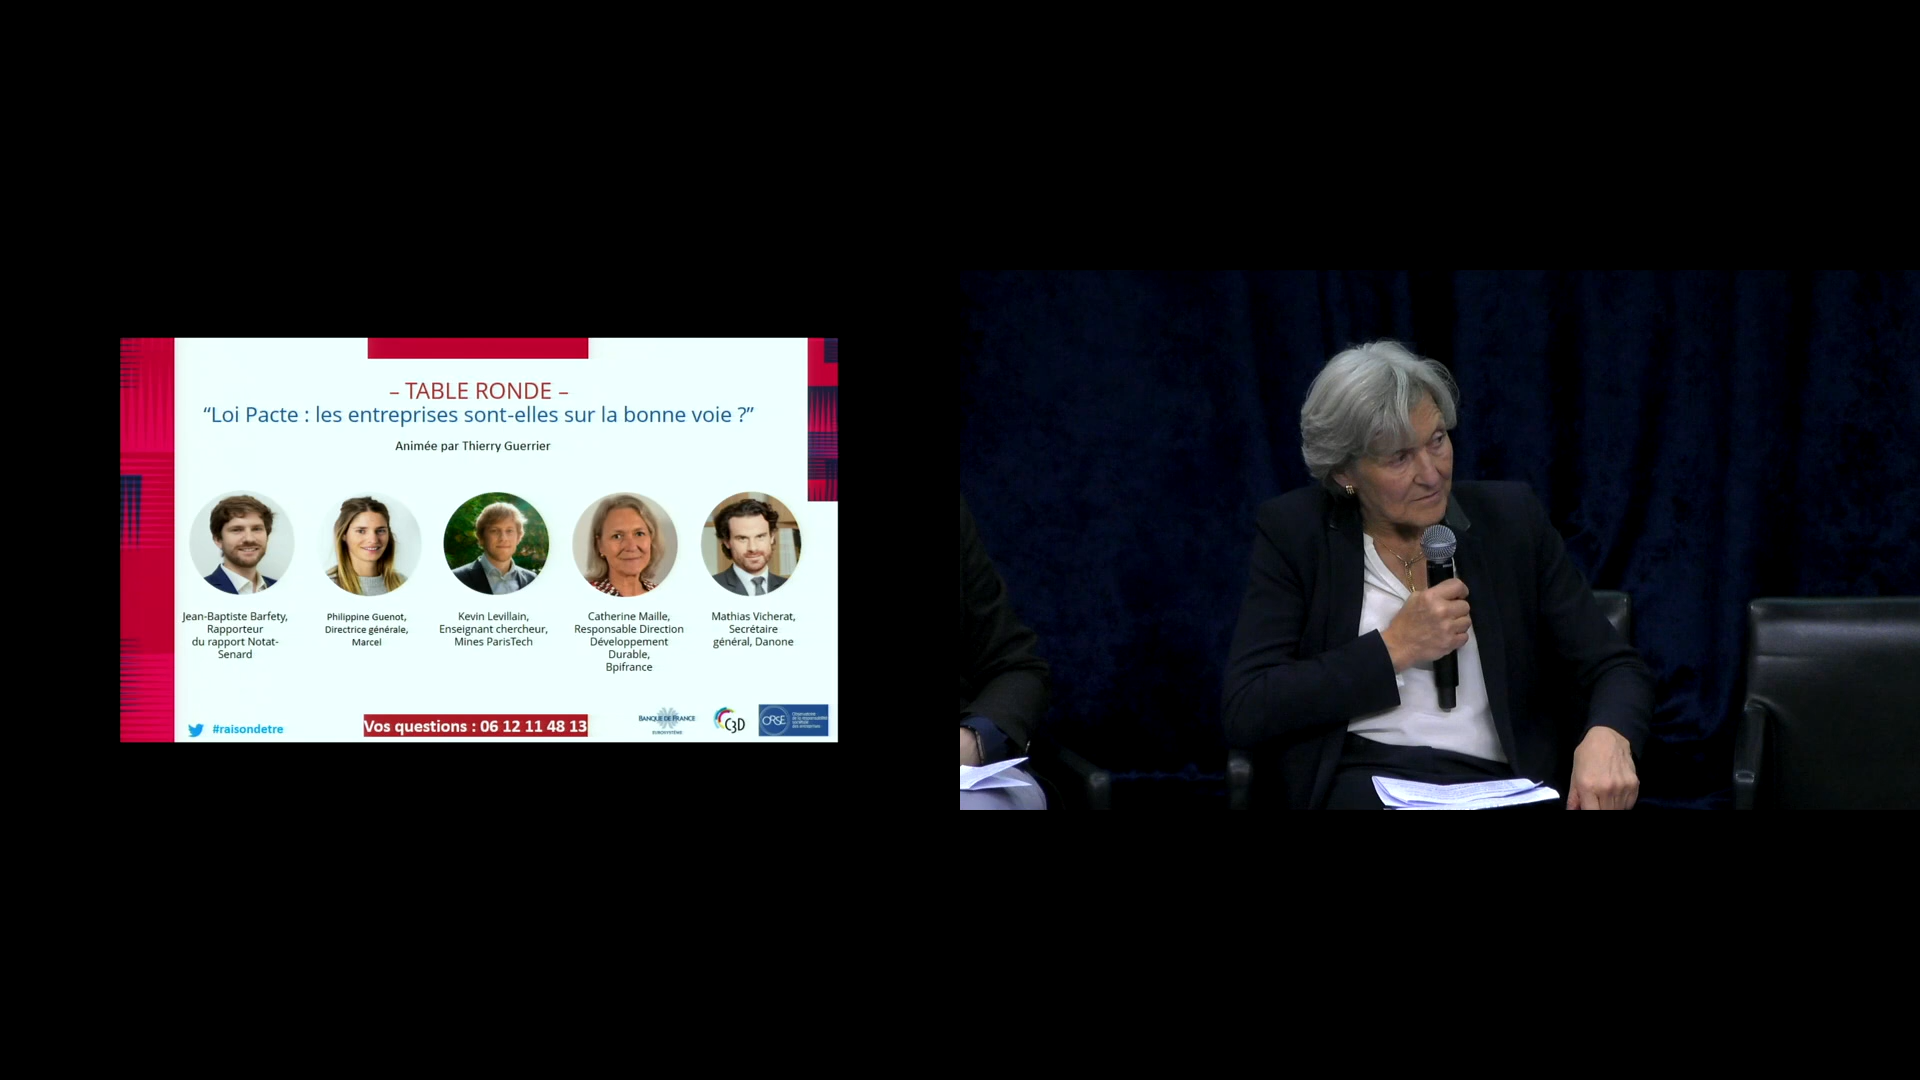 – TABLE RONDE –
“Loi Pacte : les entreprises sont-elles sur la bonne voie ?”
Animée par Thierry Guerrier
Jean-Baptiste Barfety,
Rapporteur
du rapport Notat-
Senard
Philippine Guenot,
Directrice générale,
Marcel
Kevin Levillain,
Enseignant chercheur,
Mines ParisTech
Catherine Maille,
Responsable Direction
Développement
Durable,
Bpifrance
Mathias Vicherat,
Secrétaire
général, Danone
#raisondetre
Vos questions : 06 12 11 48 13
BANQUE DE FRANCE
EUROSYSTÈME
C3D
ORSE